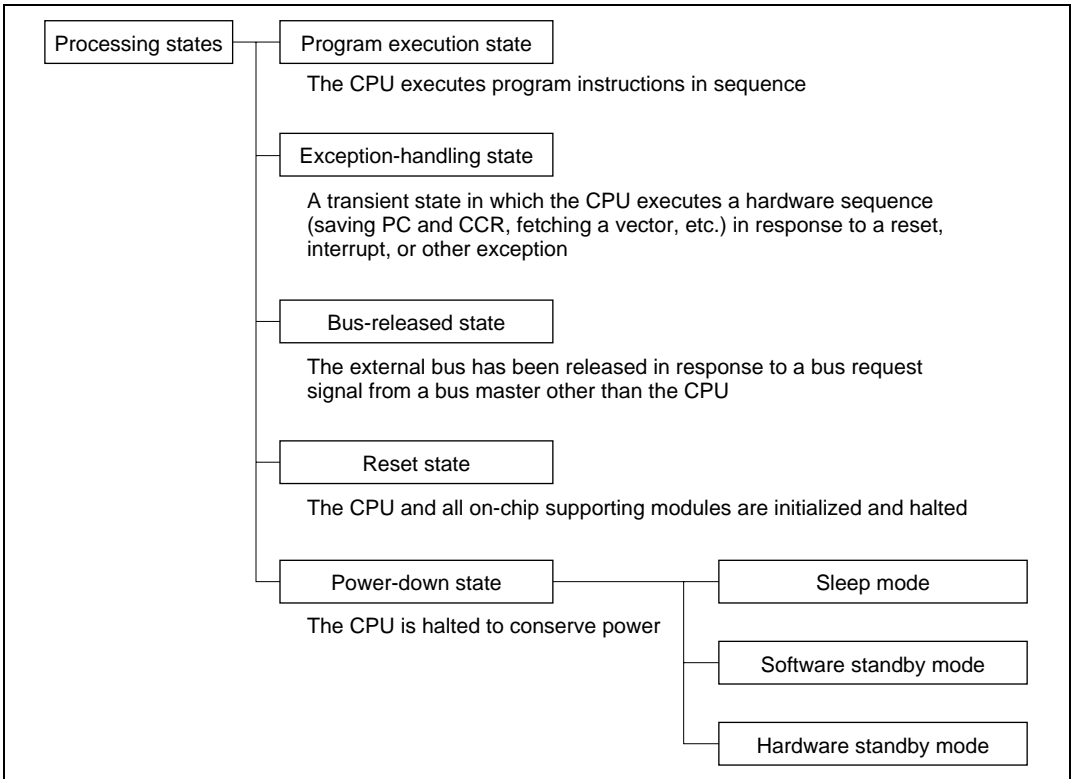 Processing states
Program execution state
The CPU executes program instructions in sequence
Exception-handling state
A transient state in which the CPU executes a hardware sequence
(saving PC and CCR, fetching a vector, etc.) in response to a reset,
interrupt, or other exception
Bus-released state
The external bus has been released in response to a bus request
signal from a bus master other than the CPU
Reset state
The CPU and all on-chip supporting modules are initialized and halted
Power-down state
The CPU is halted to conserve power
Sleep mode
Software standby mode
Hardware standby mode